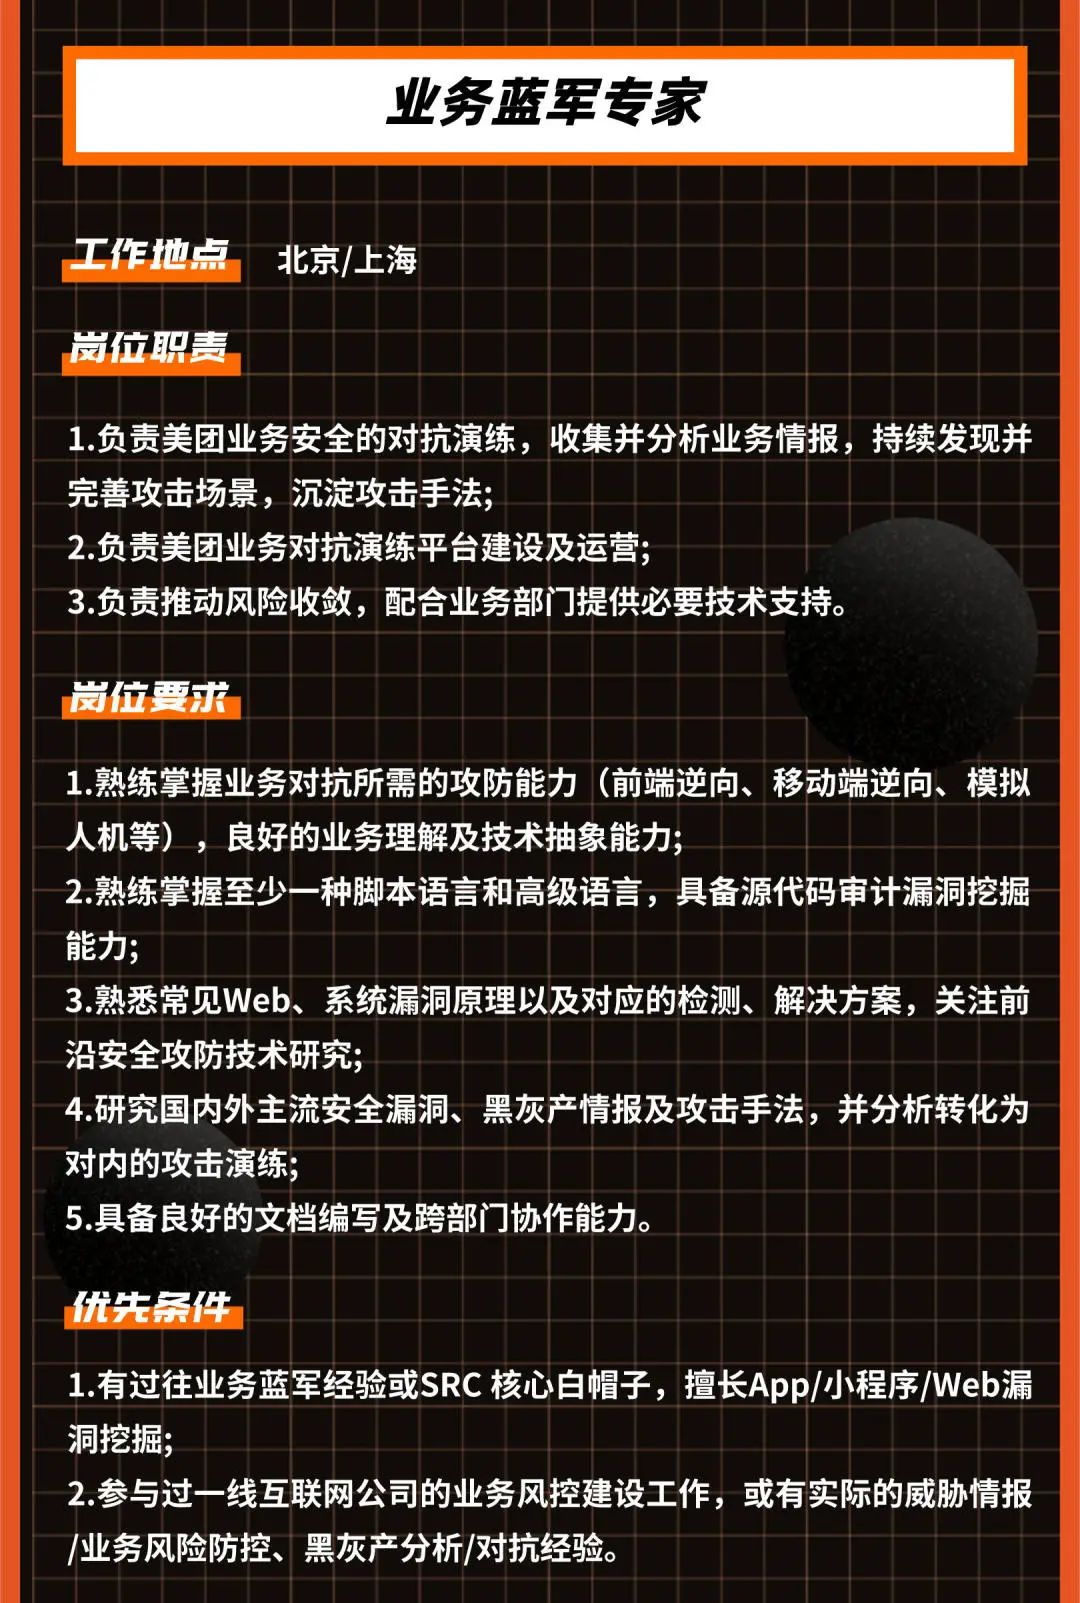 业务蓝军专家
工作地点 北京/上海
岗位职责
1.负责美团业务安全的对抗演练，收集并分析业务情报，持续发现并
完善攻击场景，沉淀攻击手法;
2.负责美团业务对抗演练平台建设及运营;
3.负责推动风险收敛，配合业务部门提供必要技术支持。
岗位要求
1.熟练掌握业务对抗所需的攻防能力（前端逆向、移动端逆向、模拟
人机等），良好的业务理解及技术抽象能力;
2.熟练掌握至少一种脚本语言和高级语言，具备源代码审计漏洞挖掘
能力;
3.熟悉常见Web、系统漏洞原理以及对应的检测、解决方案，关注前
沿安全攻防技术研究;
4.研究国内外主流安全漏洞、黑灰产情报及攻击手法，并分析转化为
对内的攻击演练;
5.具备良好的文档编写及跨部门协作能力。
优先条件
1.有过往业务蓝军经验或SRC 核心白帽子，擅长App/小程序/Web漏
洞挖掘;
2.参与过一线互联网公司的业务风控建设工作，或有实际的威胁情报
/业务风险防控、黑灰产分析/对抗经验。